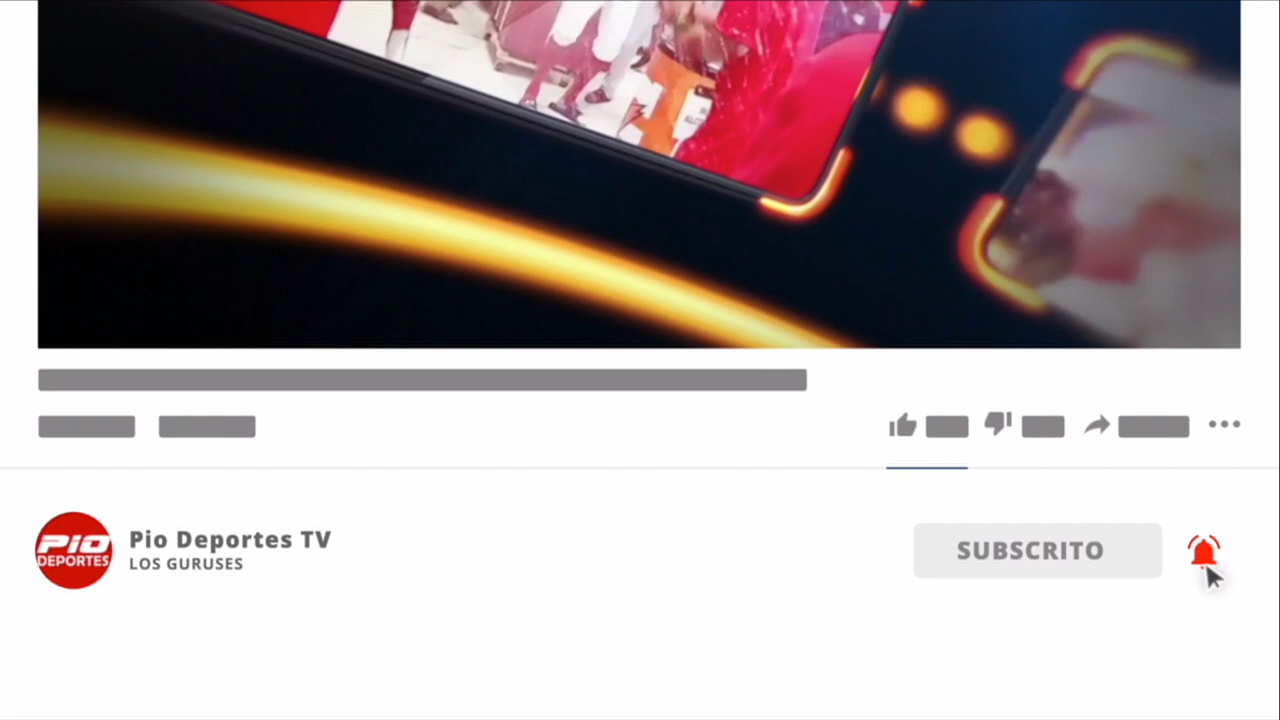 PIO
DEPORTES
Pio Deportes TV
LOS GURUSES
SUBSCRITO